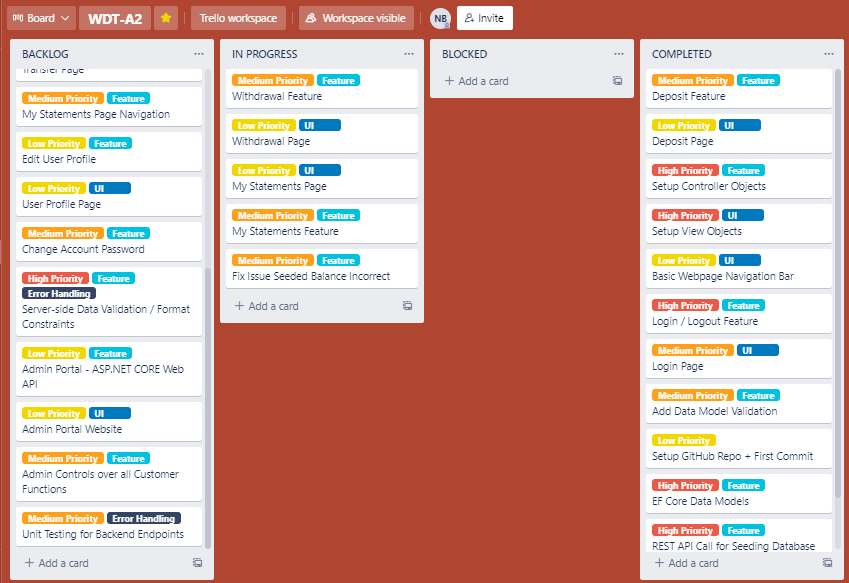 Board
WDT-A2
Trello workspace
Workspace visible
NB
Invite
BACKLOG
Transfer Page
Medium Priority Feature
My Statements Page Navigation
Low Priority Feature
Edit User Profile
Low Priority UI
User Profile Page
Medium Priority Feature
Change Account Password
High Priority Feature
Error Handling
Server-side Data Validation / Format
Constraints
Low Priority Feature
Admin Portal - ASP.NET CORE Web
API
Low Priority UI
Admin Portal Website
Medium Priority Feature
Admin Controls over all Customer
Functions
Medium Priority Error Handling
Unit Testing for Backend Endpoints
+ Add a card
IN PROGRESS
Medium Priority Feature
Withdrawal Feature
Low Priority UI
Withdrawal Page
Low Priority UI
My Statements Page
Medium Priority Feature
My Statements Feature
Medium Priority Feature
Fix Issue Seeded Balance Incorrect
+ Add a card
BLOCKED
+ Add a card
COMPLETED
Medium Priority Feature
Deposit Feature
Low Priority UI
Deposit Page
High Priority Feature
Setup Controller Objects
High Priority UI
Setup View Objects
Low Priority UI
Basic Webpage Navigation Bar
High Priority Feature
Login / Logout Feature
Medium Priority UI
Login Page
Medium Priority Feature
Add Data Model Validation
Low Priority
Setup GitHub Repo + First Commit
High Priority Feature
EF Core Data Models
High Priority Feature
REST API Call for Seeding Database
+ Add a card